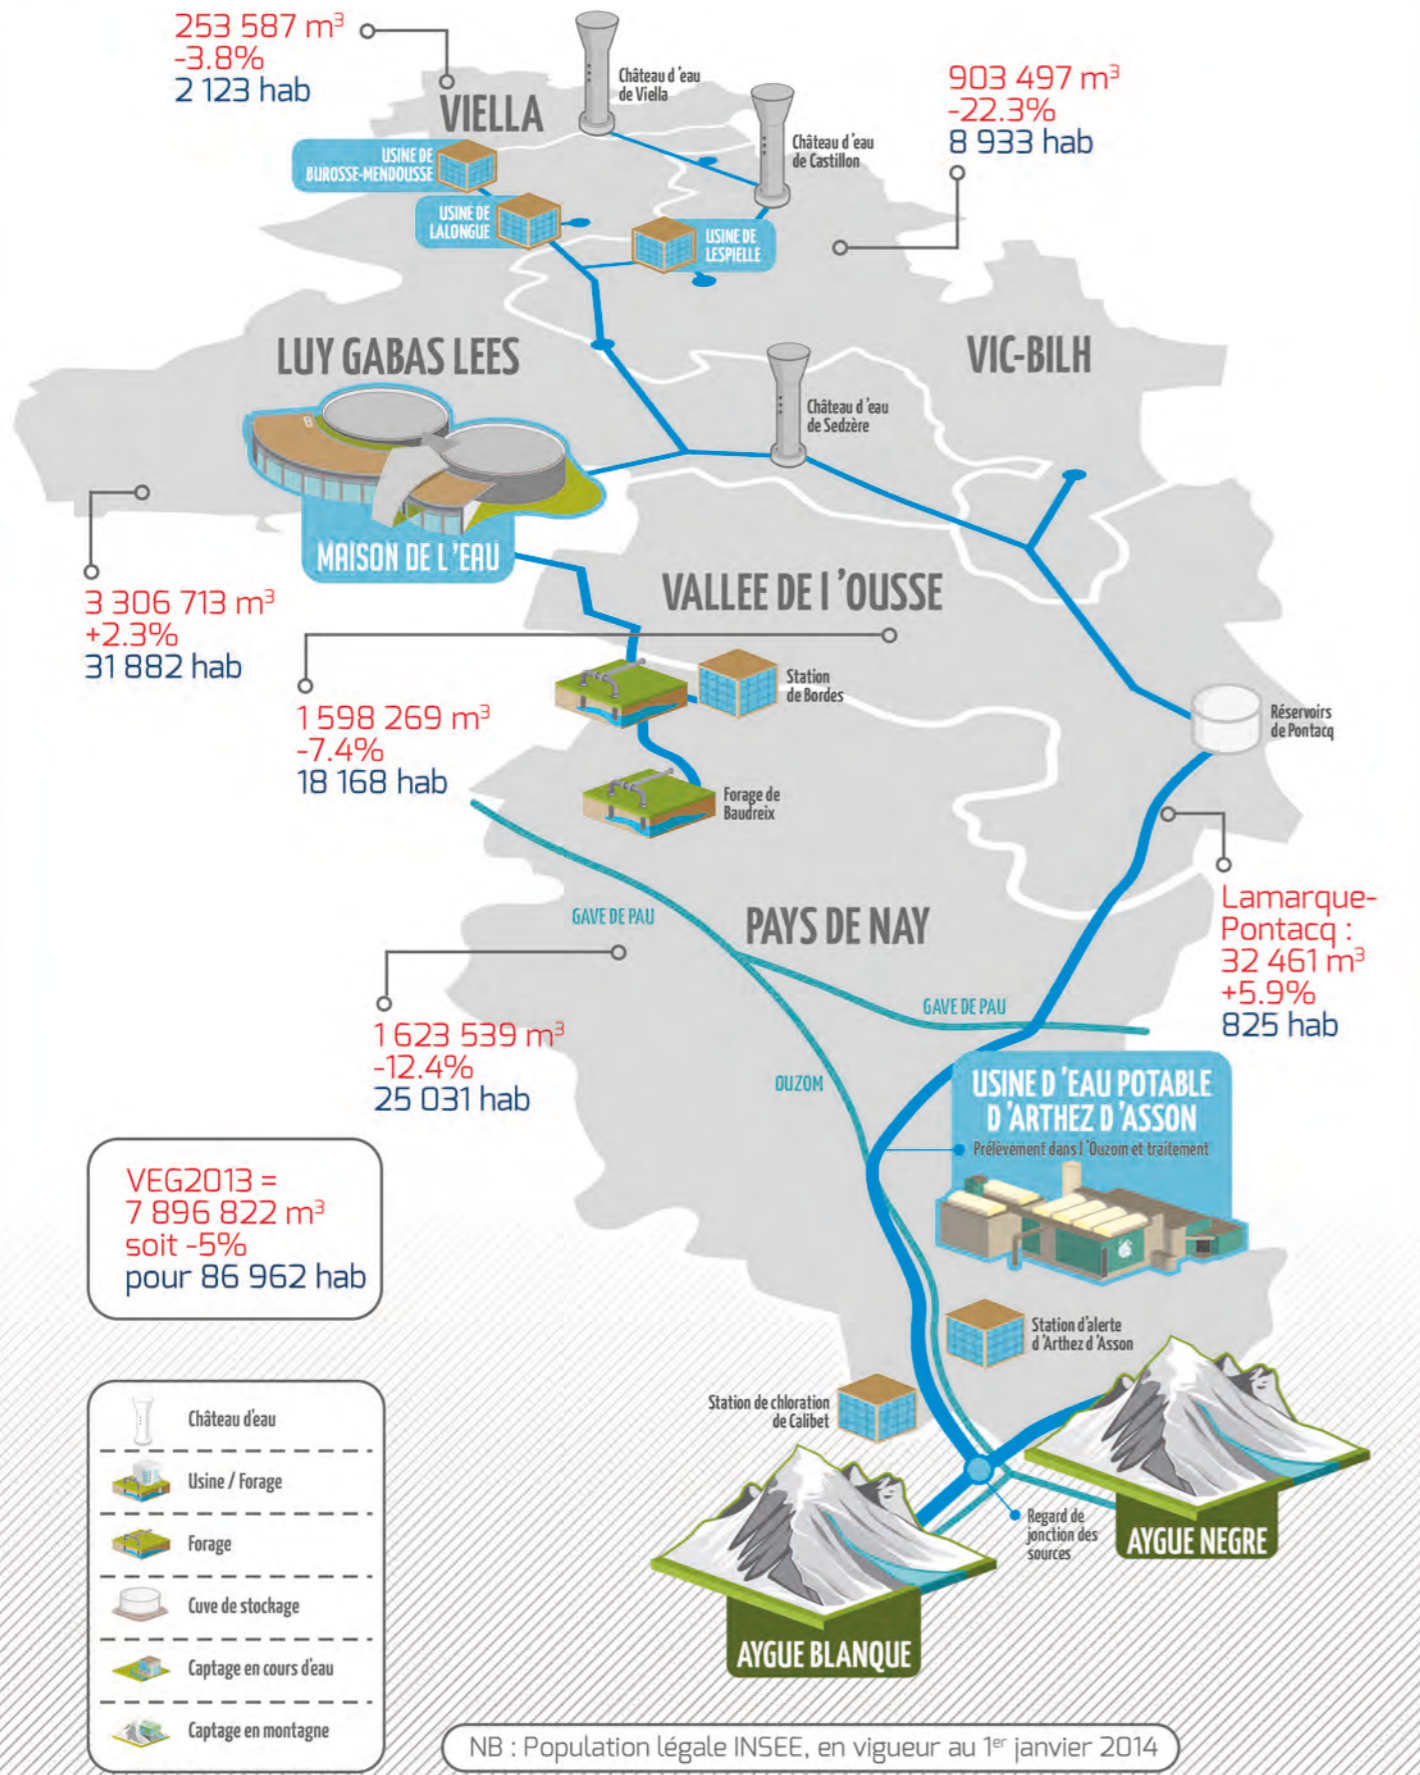 253 587 m³
-3.8%
2 123 hab
Château d'eau
de Viella
903 497 m³
-22.3%
8 933 hab
VIELLA
Château d'eau
de Castillon
USINE DE
BUROSSE-MENDOUSSE
USINE DE
LALONGUE
USINE DE
LESPIELLE
LUY GABAS LEES
VIC-BILH
Château d'eau
de Sedzère
MAISON DE L'EAU
3 306 713 m³
+2.3%
31 882 hab
VALLEE DE l'OUSSE
1 598 269 m³
-7.4%
18 168 hab
Station
de Bordes
Réservoirs
de Pontacq
Forage de
Baudreix
GAVE DE PAU
PAYS DE NAY
Lamarque-
Pontacq :
32 461 m³
+5.9%
825 hab
GAVE DE PAU
1 623 539 m³
-12.4%
25 031 hab
OUZOM
USINE D'EAU POTABLE
D'ARTHEZ D'ASSON
Prélèvement dans l'Ouzom et traitement
VEG2013 =
7 896 822 m³
soit -5%
pour 86 962 hab
Station d'alerte
d'Arthez d'Asson
Station de chloration
de Calibet
Regard de
jonction des
sources
AYGUE NEGRE
AYGUE BLANQUE
Château d'eau
Usine / Forage
Forage
Cuve de stockage
Captage en cours d'eau
Captage en montagne
NB : Population légale INSEE, en vigueur au 1er janvier 2014